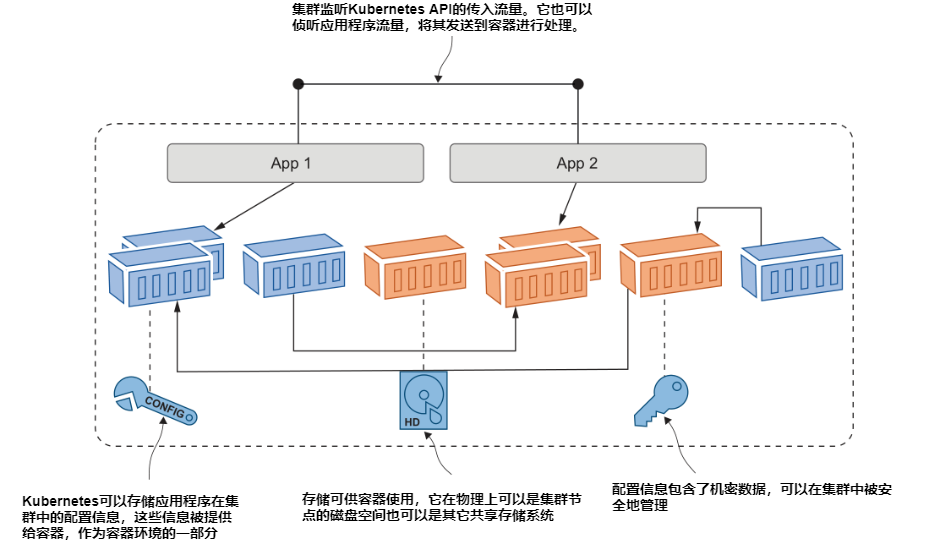 集群监听Kubernetes API的传入流量。它也可以
侦听应用程序流量，将其发送到容器进行处理。
App 1
App 2
CONFIG
HD
Kubernetes可以存储应用程序在集
群中的配置信息，这些信息被提供
给容器，作为容器环境的一部分
存储可供容器使用，它在物理上可以是集群节
点的磁盘空间也可以是其它共享存储系统
配置信息包含了机密数据，可以在集群中被安
全地管理